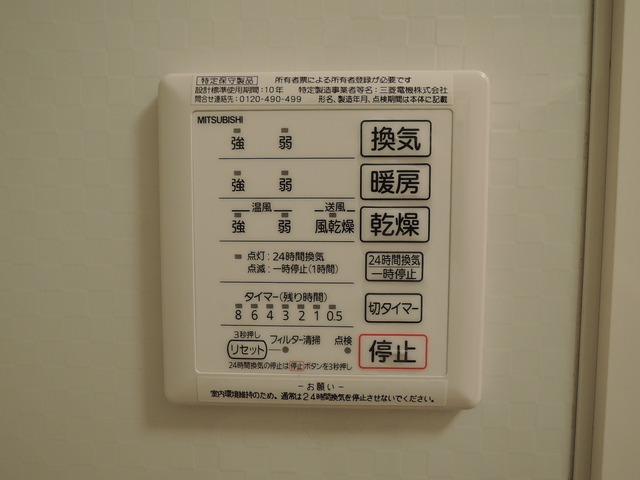 特定保守製品 所有者票による所有者登録が必要です
設計標準使用期間:10年 特定製造事業者等名:三菱電機株式会社
問合せ連絡先:0120-490-499 形名、製造年月、点検期間は本体に記載
MITSUBISHI
強 弱 換気
強 弱 暖房
温風 送風
強 弱 風乾燥 乾燥
点灯:24時間換気
点滅:一時停止(1時間)
24時間換気
一時停止
タイマー(残り時間)
8 6 4 3 2 1 0.5
切タイマー
3秒押し
リセット フィルター清掃 点検
停止
24時間換気の停止は停止ボタンを3秒押し
-お願い-
室内環境維持のため、通常は24時間換気を停止させないでください。